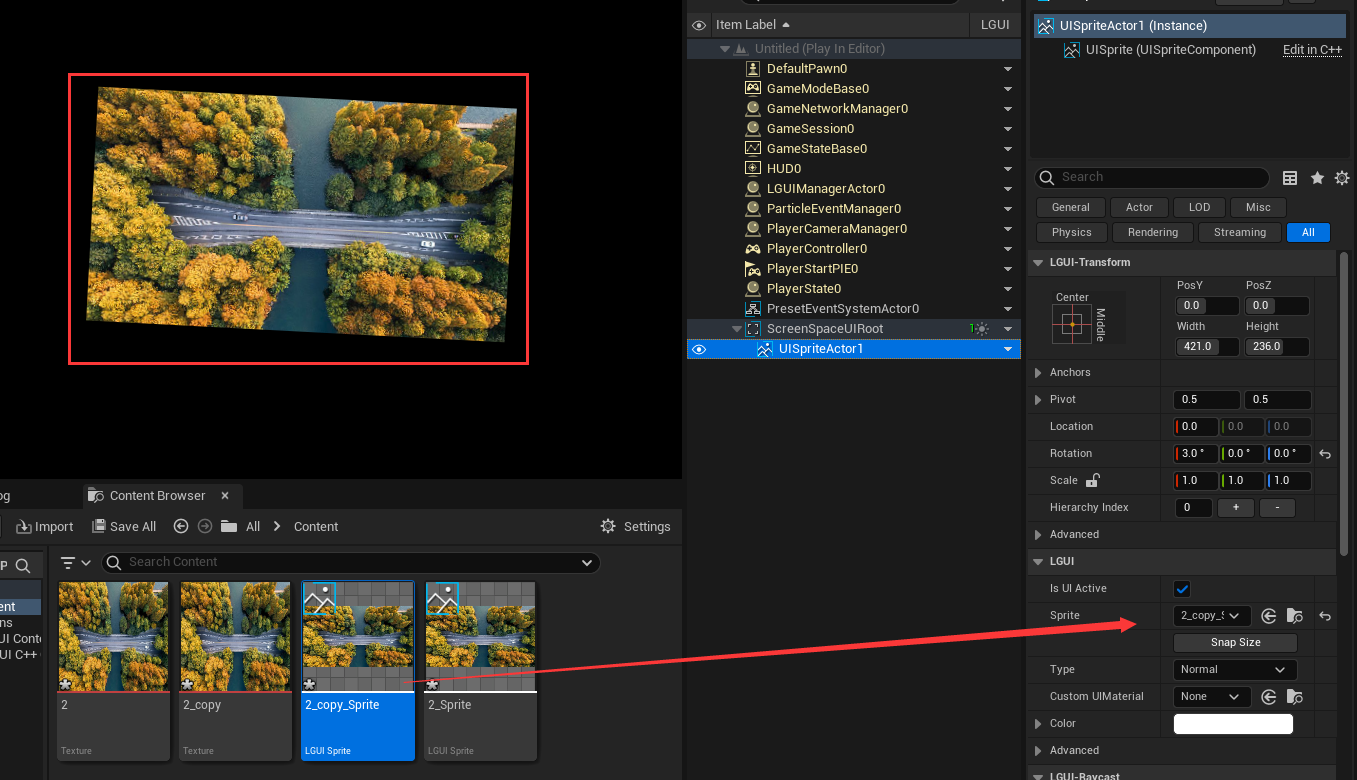 Item Label
LGUI
Untitled (Play In Editor)
DefaultPawn0
GameModeBase0
GameNetworkManager0
GameSession0
GameStateBase0
HUD0
LGUIManagerActor0
ParticleEventManager0
PlayerCameraManager0
PlayerController0
PlayerStartPIE0
PlayerState0
PresetEventSystemActor0
ScreenSpaceUIRoot
1
UISpriteActor1
UISpriteActor1 (Instance)
UISprite (UISpriteComponent)
Edit in C++
Search
General
Actor
LOD
Misc
Physics
Rendering
Streaming
All
LGUI-Transform
Center
Middle
PosY
PosZ
0.0
0.0
Width
Height
421.0
236.0
Anchors
Pivot
0.5
0.5
Location
0.0
0.0
0.0
Rotation
3.0 °
0.0 °
0.0 °
Scale
1.0
1.0
1.0
Hierarchy Index
0
+
-
Advanced
LGUI
Is UI Active
Sprite
2_copy_S
Snap Size
Type
Normal
Custom UIMaterial
None
Color
Advanced
LGUI-Raycast
og
Content Browser
Import
Save All
All
Content
Settings
P
Search Content
ent
ns
UI Conte
UI C++ (
2
Texture
2_copy
Texture
2_copy_Sprite
LGUI Sprite
2_Sprite
LGUI Sprite